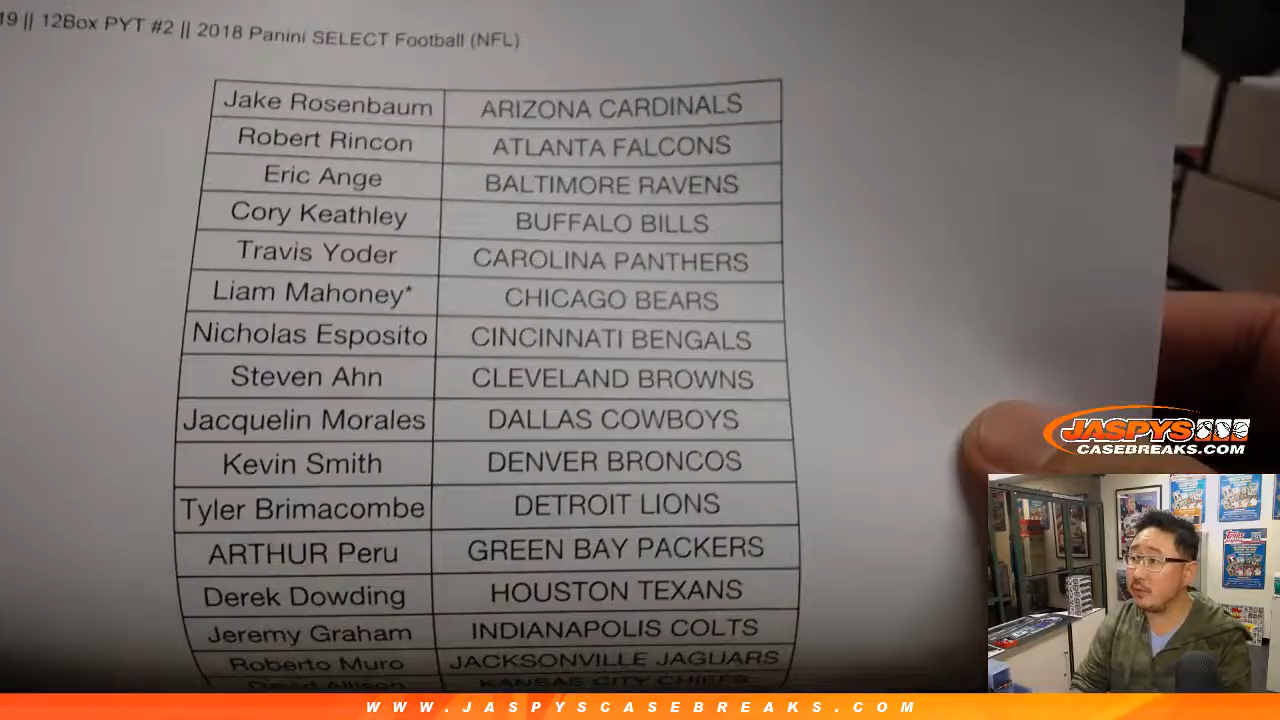 19 || 12Box PYT #2 || 2018 Panini SELECT Football (NFL)
Jake Rosenbaum ARIZONA CARDINALS
Robert Rincon ATLANTA FALCONS
Eric Ange BALTIMORE RAVENS
Cory Keathley BUFFALO BILLS
Travis Yoder CAROLINA PANTHERS
Liam Mahoney* CHICAGO BEARS
Nicholas Esposito CINCINNATI BENGALS
Steven Ahn CLEVELAND BROWNS
Jacquelin Morales DALLAS COWBOYS
Kevin Smith DENVER BRONCOS
Tyler Brimacombe DETROIT LIONS
ARTHUR Peru GREEN BAY PACKERS
Derek Dowding HOUSTON TEXANS
Jeremy Graham INDIANAPOLIS COLTS
Roberto Muro JACKSONVILLE JAGUARS
KANSAS CITY CHIEFS
JASPYS
CASEBREAKS.COM
WWW.JASPYSCASEBREAKS.COM